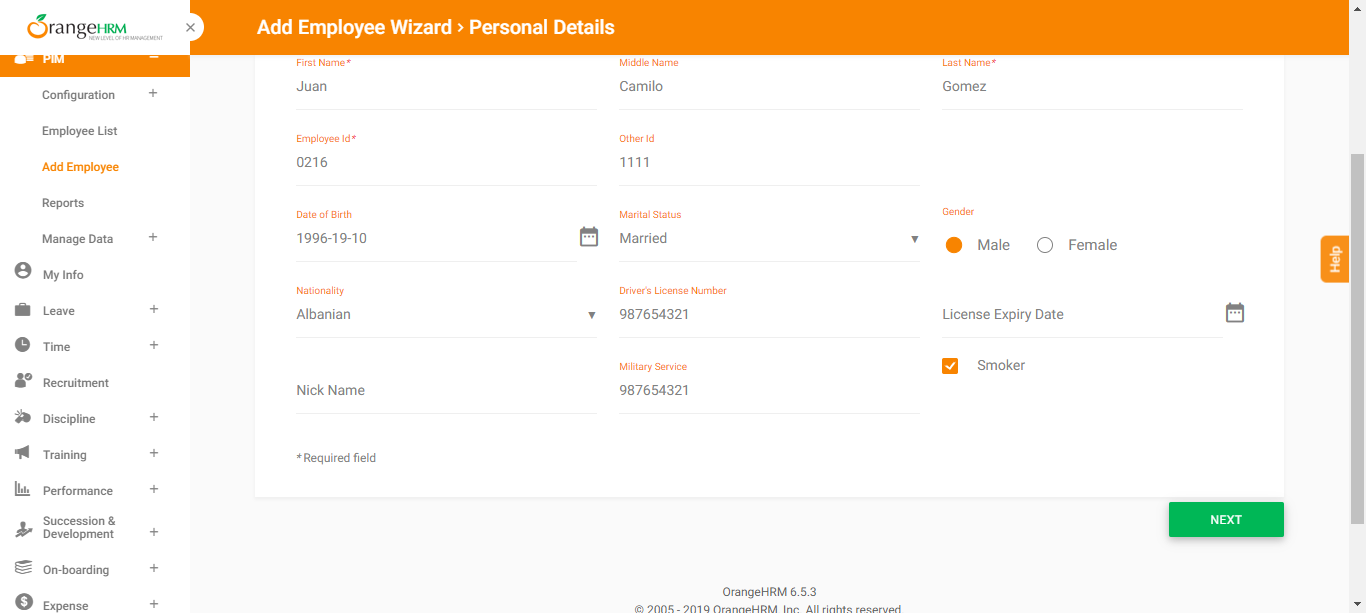 OrangeHRM
NEW LEVEL OF HR MANAGEMENT
×
Add Employee Wizard › Personal Details
PIM
−
Configuration +
Employee List
Add Employee
Reports
Manage Data +
My Info
Leave +
Time +
Recruitment
Discipline +
Training +
Performance +
Succession &
Development +
On-boarding +
Expense +
First Name*
Juan
Middle Name
Camilo
Last Name*
Gomez
Employee Id*
0216
Other Id
1111
Date of Birth
1996-19-10
Marital Status
Married
Gender
Male
Female
Nationality
Albanian
Driver's License Number
987654321
License Expiry Date
Nick Name
Military Service
987654321
Smoker
* Required field
NEXT
Help
OrangeHRM 6.5.3
© 2005 - 2019 OrangeHRM, Inc. All rights reserved